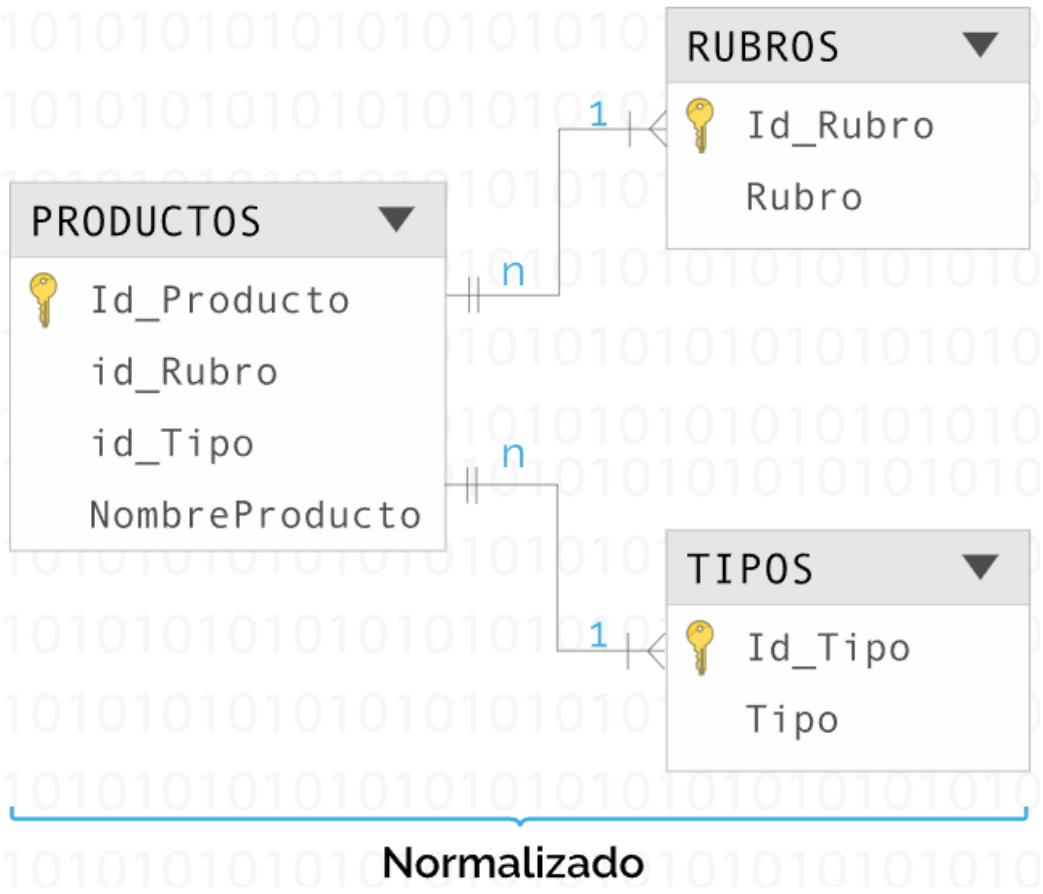 PRODUCTOS
Id_Producto
id_Rubro
id_Tipo
NombreProducto
n
1
n
1
RUBROS
Id_Rubro
Rubro
TIPOS
Id_Tipo
Tipo
Normalizado